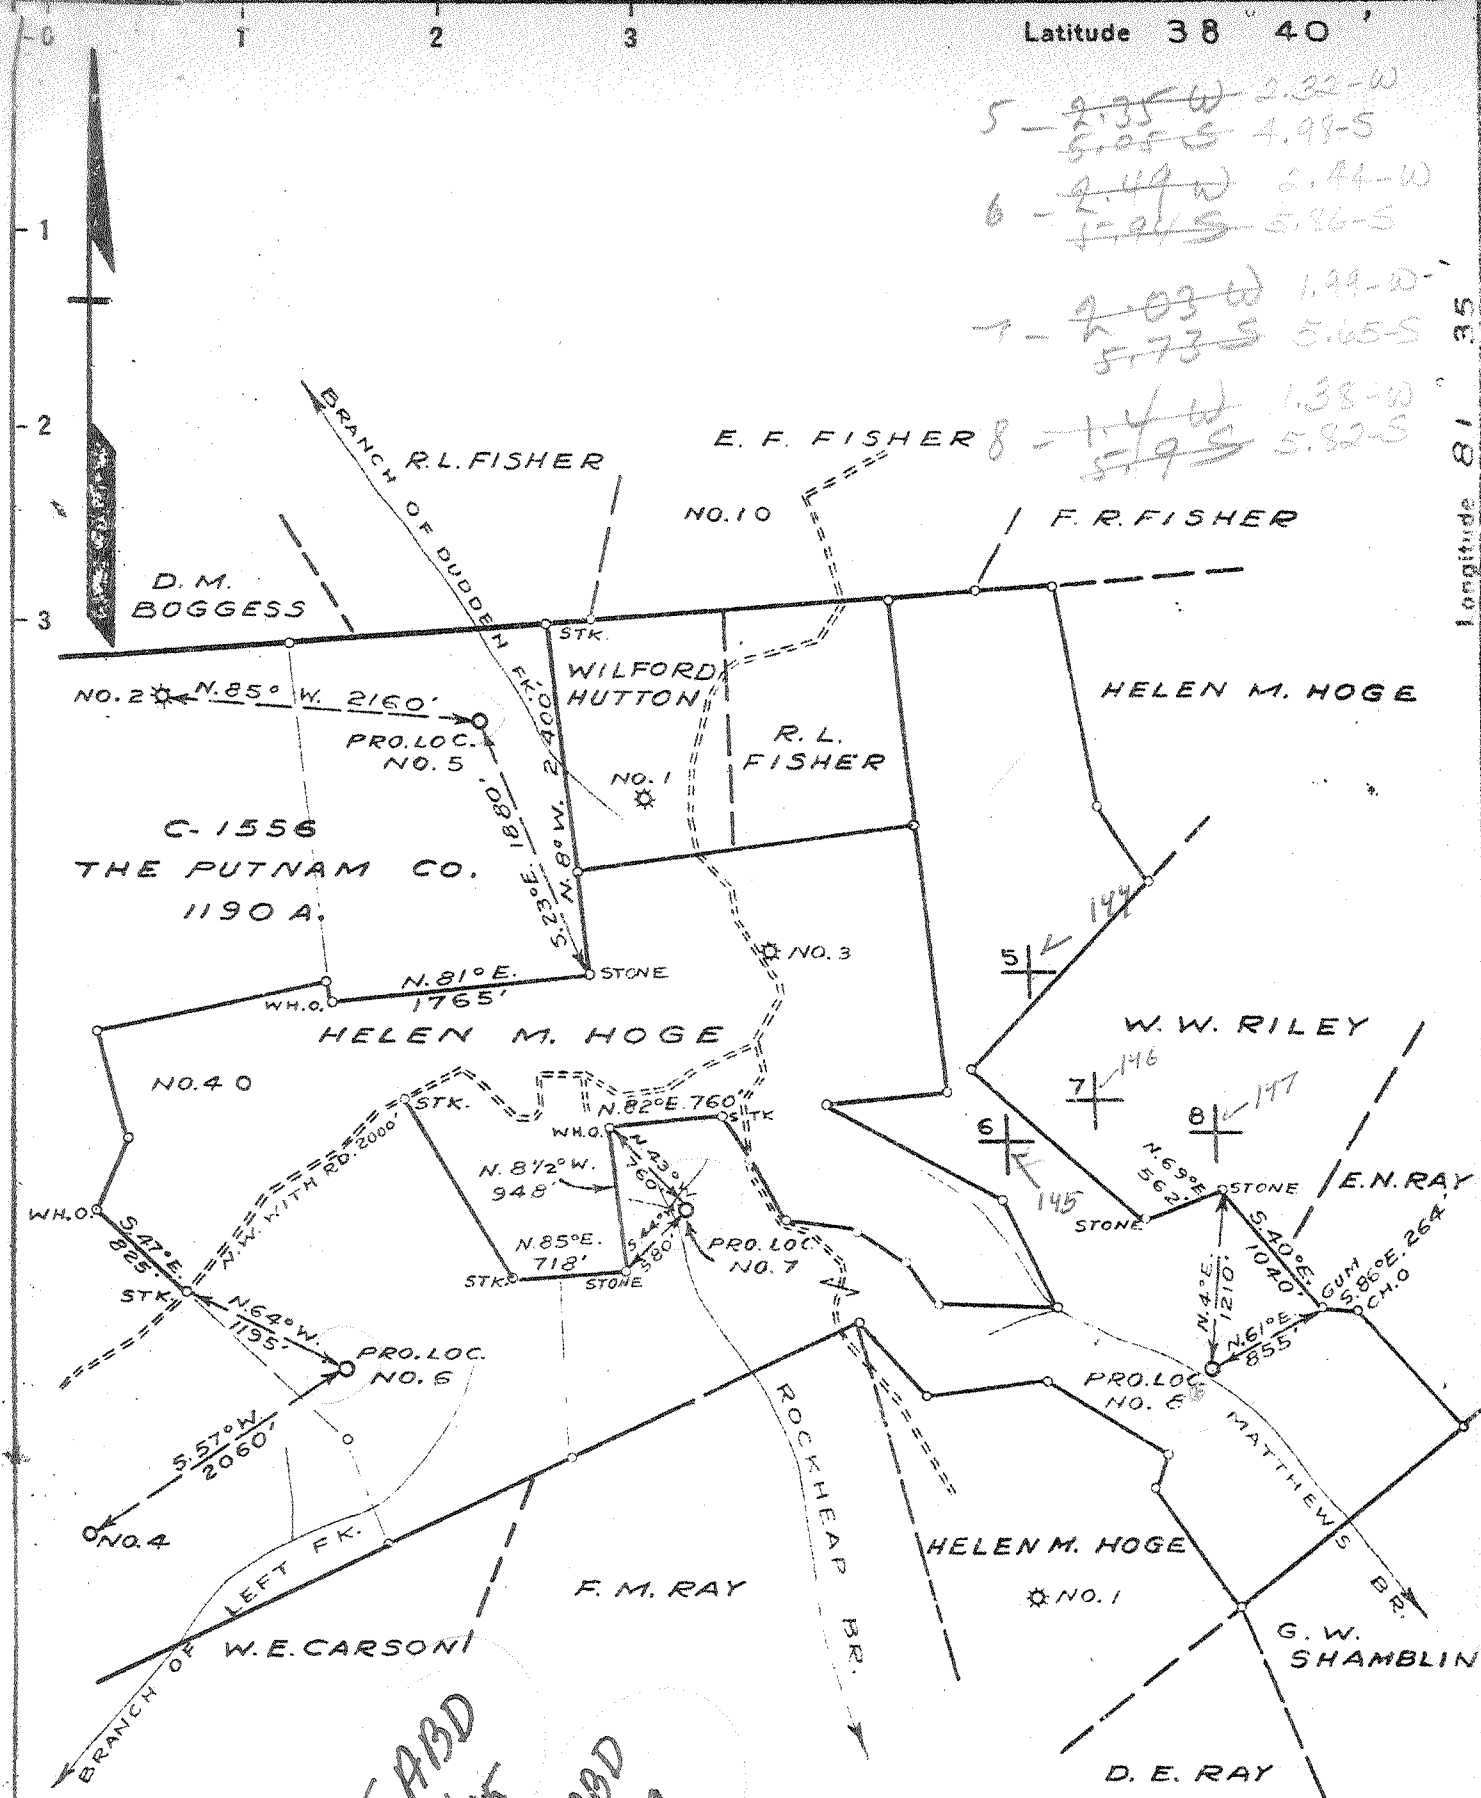 0 1 2 3
Latitude 38° 40'
Longitude 81° 35'
5 - 2.35 W 2.32-W
5.05 S 4.98-S
6 - 2.49 W 2.44-W
5.94 S 5.86-S
7 - 2.03 W 1.99-W
5.73 S 5.65-S
8 - 1.4 W 1.38-W
5.9 S 5.82-S
1
2
3
BRANCH OF DUDDEN FK.
R.L. FISHER
E. F. FISHER
NO. 1
F. R. FISHER
D. M.
BOGGESS
STK.
WILFORD
HUTTON
HELEN M. HOGE
NO. 2
N. 85° W. 2160'
PRO. LOC.
NO. 5
R. L.
FISHER
NO. 1
N. 8° W. 2400'
S. 23° E. 1880'
C-1556
THE PUTNAM CO.
1190 A.
144
5
NO. 3
STONE
N. 81° E.
1765'
WH.O.
HELEN M. HOGE
W. W. RILEY
146
7
147
8
6
145
NO. 4
STK.
N. 82° E. 760'
STK
WH.O.
N. W. WITH RD. 2000'
N. 8 1/2° W.
948'
N. 43° W.
760'
N. 69° E.
562'
STONE
STONE
E. N. RAY
WH.O.
S. 47° E.
825'
N. 85° E.
718'
S. 44° W.
580'
PRO. LOC.
NO. 7
STK.
STONE
S. 40° E.
1040'
GUM
S. 86° E. 264'
C.H.O
STK.
N. 64° W.
1195'
N. 4° E.
1210'
N. 61° E.
855'
PRO. LOC.
NO. 6
PRO. LOC.
NO. 8
S. 57° W.
2060'
ROCKHEAP BR.
MATTHEWS BR.
NO. 4
BRANCH OF LEFT FK.
HELEN M. HOGE
NO. 1
F. M. RAY
W. E. CARSON
G. W.
SHAMBLIN
ABD
D. E. RAY